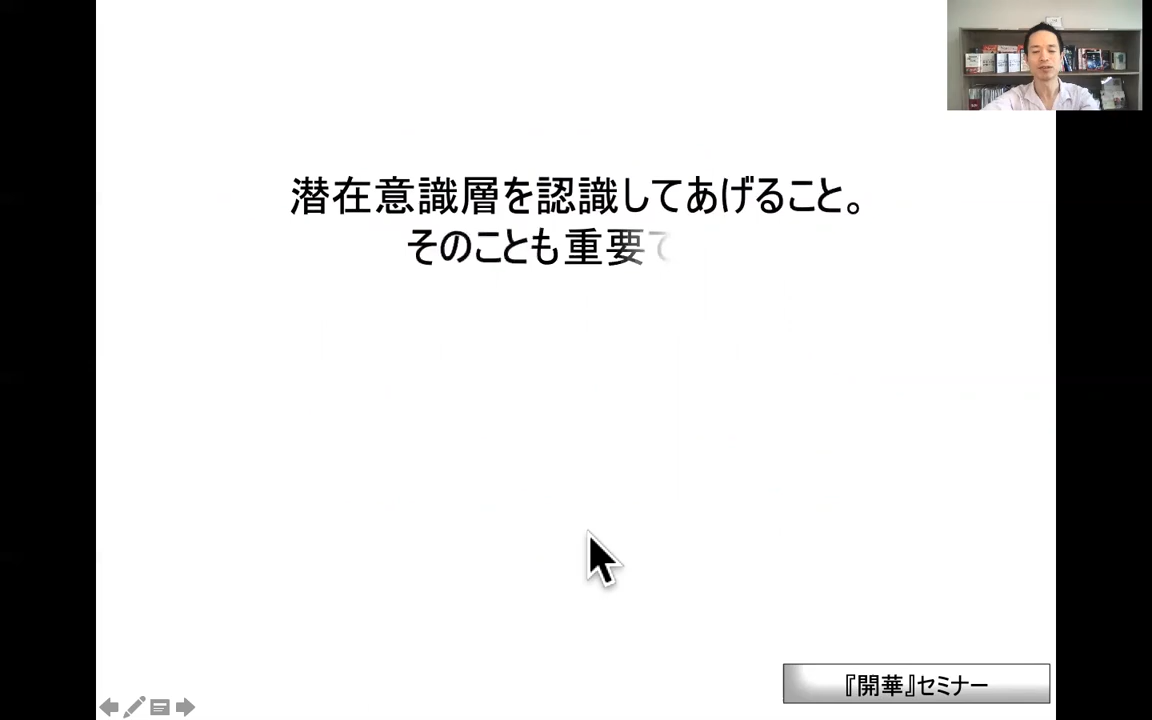 潜在意識層を認識してあげること。
そのことも重要で
『開華』セミナー